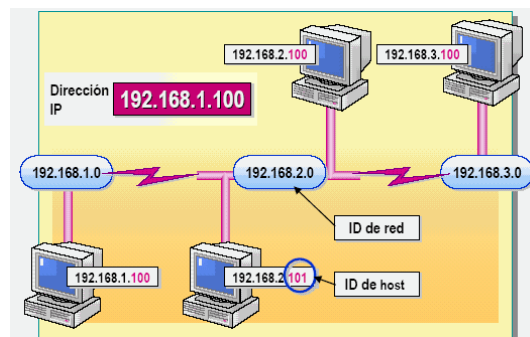 192.168.2.100
192.168.3.100
Dirección
IP
192.168.1.100
192.168.1.0
192.168.2.0
192.168.3.0
ID de red
192.168.1.100
192.168.2.101
ID de host